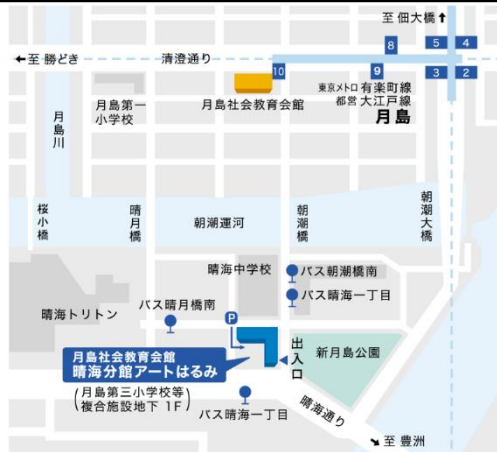 至 佃大橋
8
5
4
至 勝どき
清澄通り
10
9
3
2
月島第一
小学校
月島社会教育会館
東京メトロ 有楽町線
都営 大江戸線
月島
月島川
桜小橋
晴月橋
朝潮運河
朝潮橋
朝潮大橋
晴海中学校
バス朝潮橋南
バス晴海一丁目
晴海トリトン
バス晴月橋南
P
出入口
新月島公園
月島社会教育会館
晴海分館アートはるみ
(月島第三小学校等
複合施設地下 1F)
バス晴海一丁目
晴海通り
至 豊洲